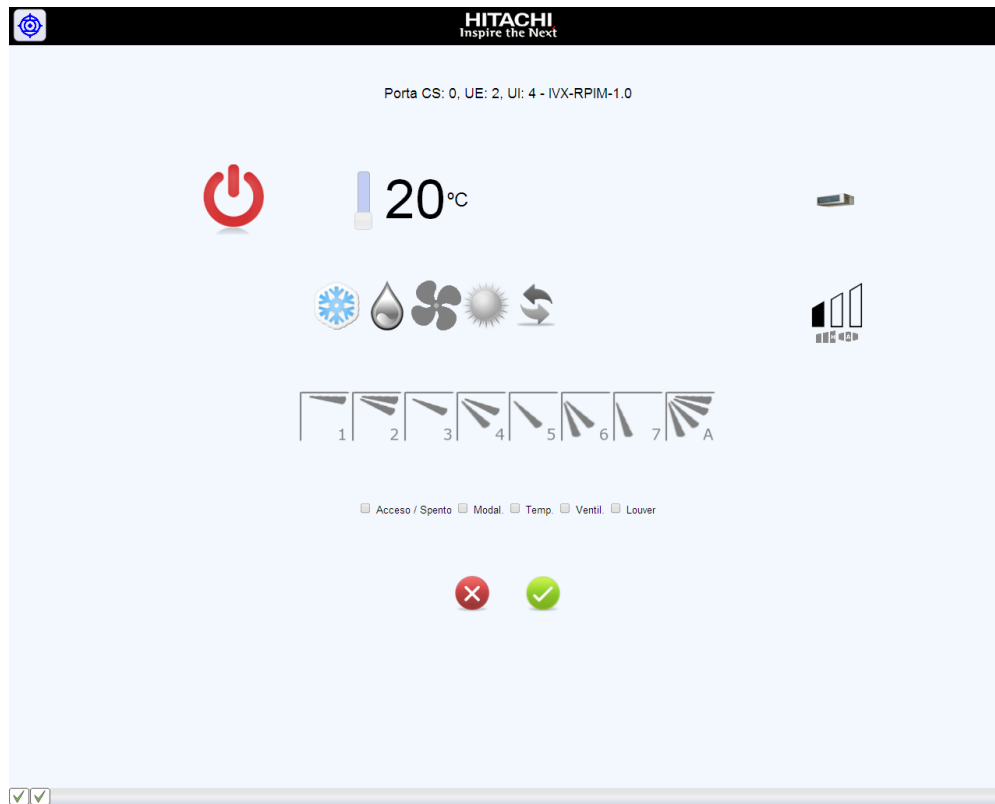 HITACHI
Inspire the Next
Porta CS: 0, UE: 2, UI: 4 - IVX-RPIM-1.0
20ºC
1 2 3 4 5 6 7 A
Acceso / Spento Modal. Temp. Ventil. Louver